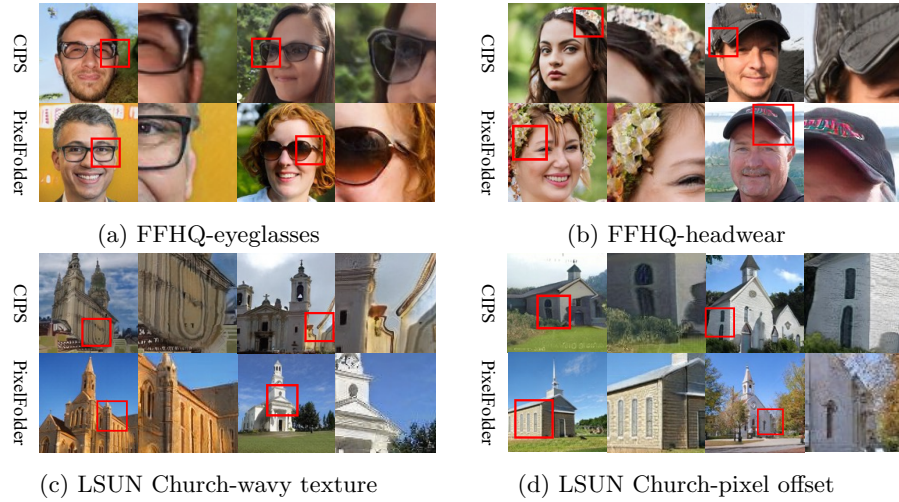 CIPS
PixelFolder
(a) FFHQ-eyeglasses
CIPS
PixelFolder
(b) FFHQ-headwear
CIPS
PixelFolder
(c) LSUN Church-wavy texture
CIPS
PixelFolder
(d) LSUN Church-pixel offset